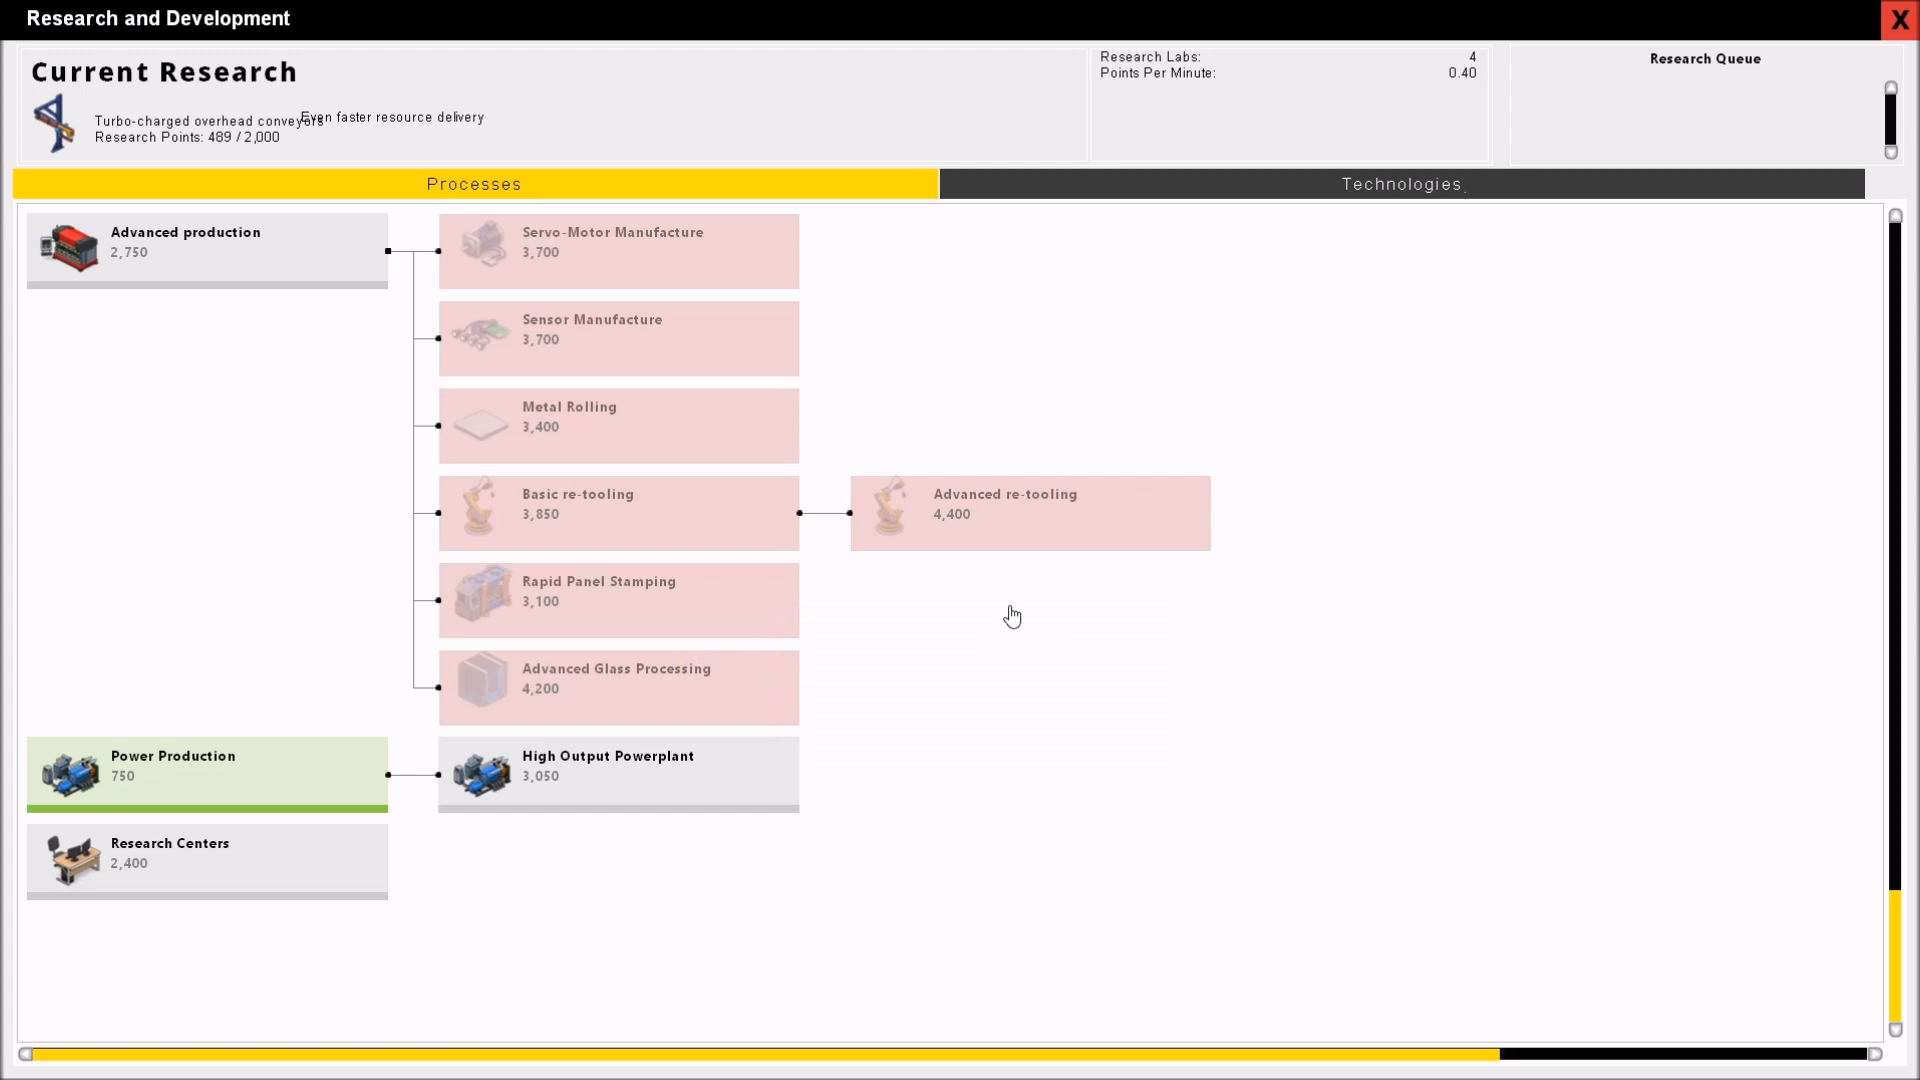 Research and Development
X
Current Research
Turbo-charged overhead conveyors
Even faster resource delivery
Research Points: 489 / 2,000
Research Labs: 4
Points Per Minute: 0.40
Research Queue
Processes
Technologies
Advanced production
2,750
Servo-Motor Manufacture
3,700
Sensor Manufacture
3,700
Metal Rolling
3,400
Basic re-tooling
3,850
Advanced re-tooling
4,400
Rapid Panel Stamping
3,100
Advanced Glass Processing
4,200
Power Production
750
High Output Powerplant
3,050
Research Centers
2,400